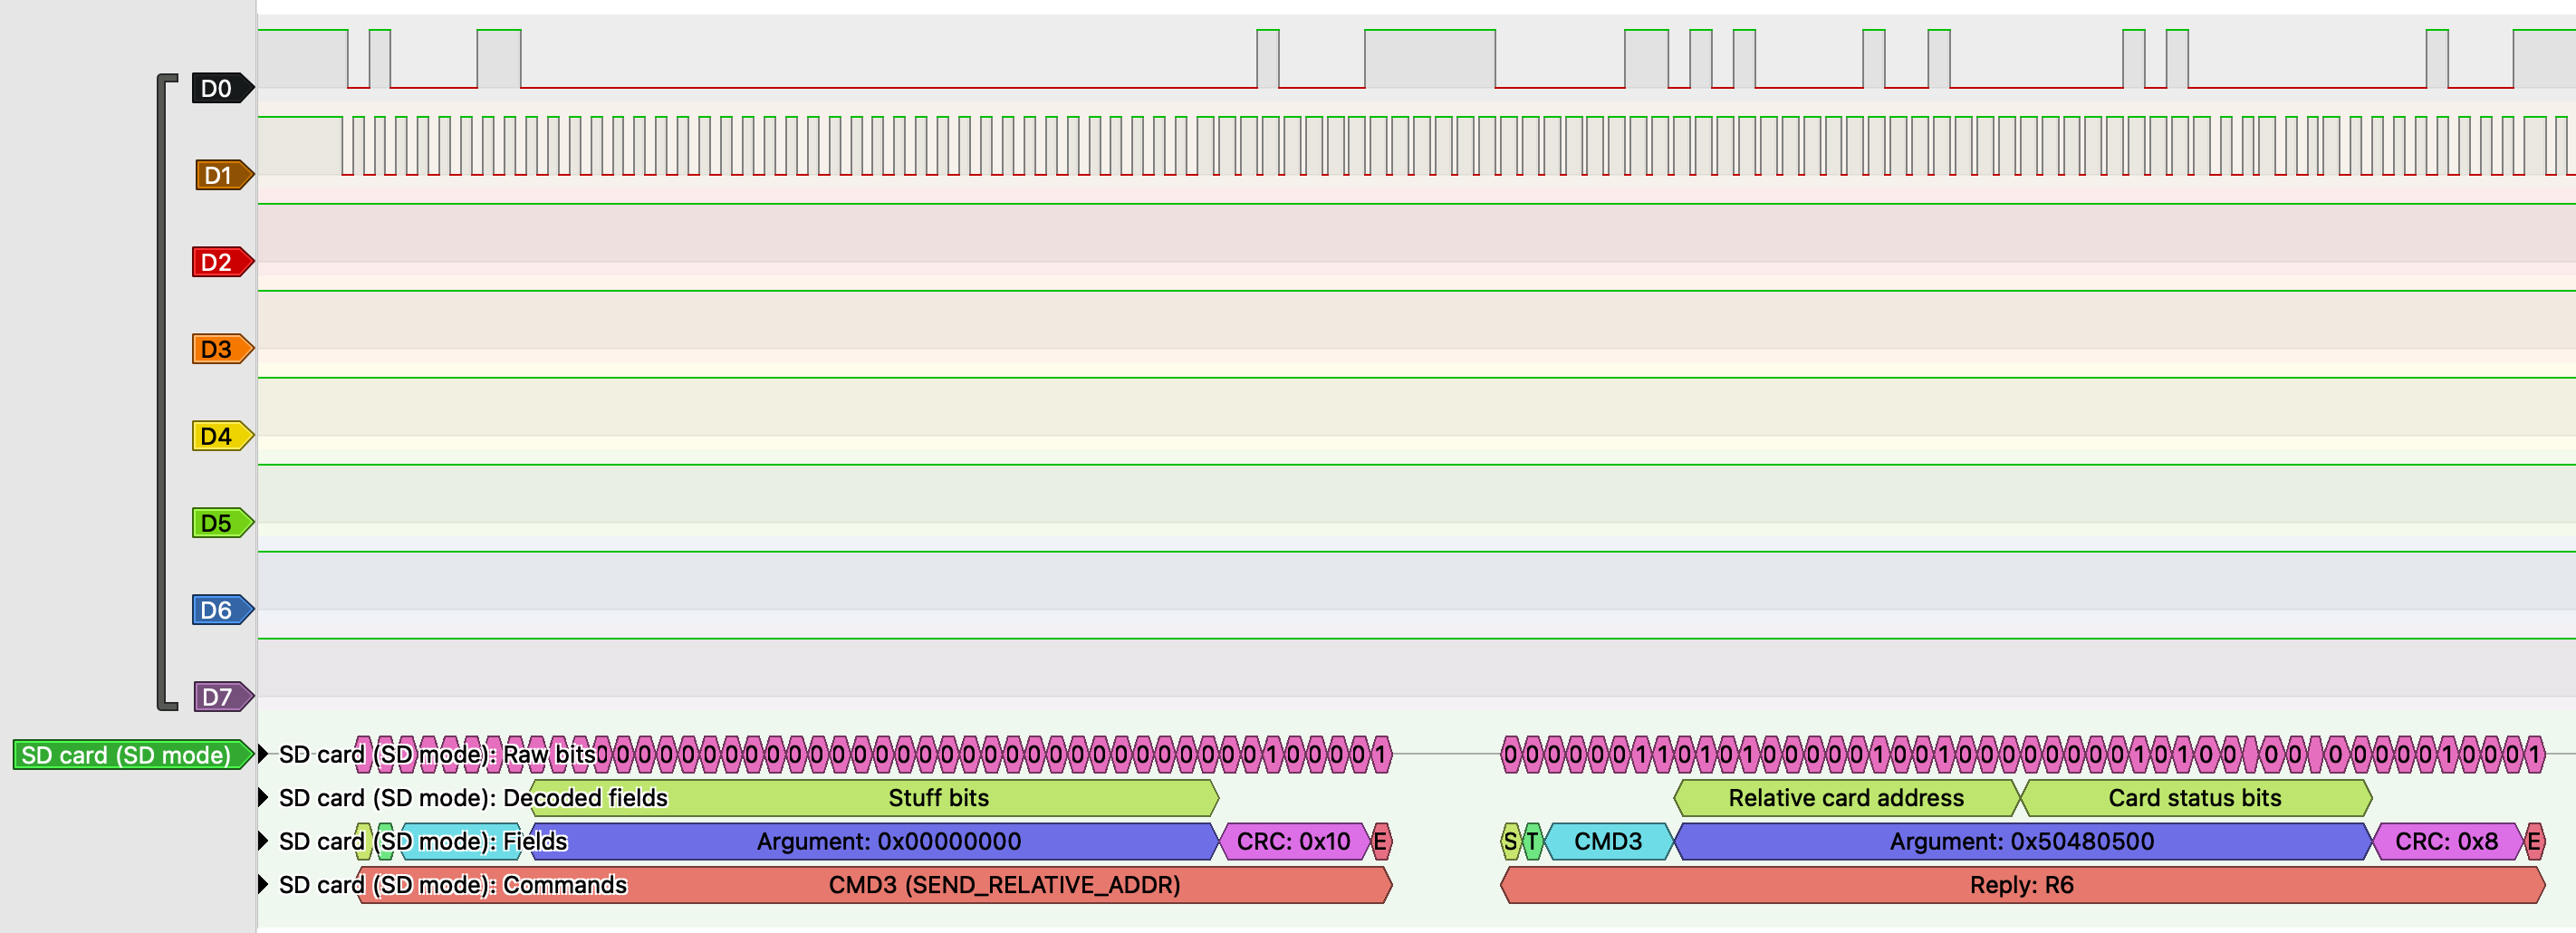 D0
D1
D2
D3
D4
D5
D6
D7
SD card (SD mode)
SD card (SD mode): Raw bits 0 0 0 0 0 0 0 0 0 0 0 0 0 0 0 0 0 0 0 0 0 0 0 0 0 0 0 0 0 0 0 1 0 0 0 0 1 0 0 0 0 0 0 1 1 0 1 0 1 0 0 0 0 0 1 0 0 1 0 0 0 0 0 0 0 0 1 0 1 0 0 0 0 0 0 0 0 0 1 0 0 0 1
SD card (SD mode): Decoded fields Stuff bits Relative card address Card status bits
SD card (SD mode): Fields Argument: 0x00000000 CRC: 0x10 E S T CMD3 Argument: 0x50480500 CRC: 0x8 E
SD card (SD mode): Commands CMD3 (SEND_RELATIVE_ADDR) Reply: R6